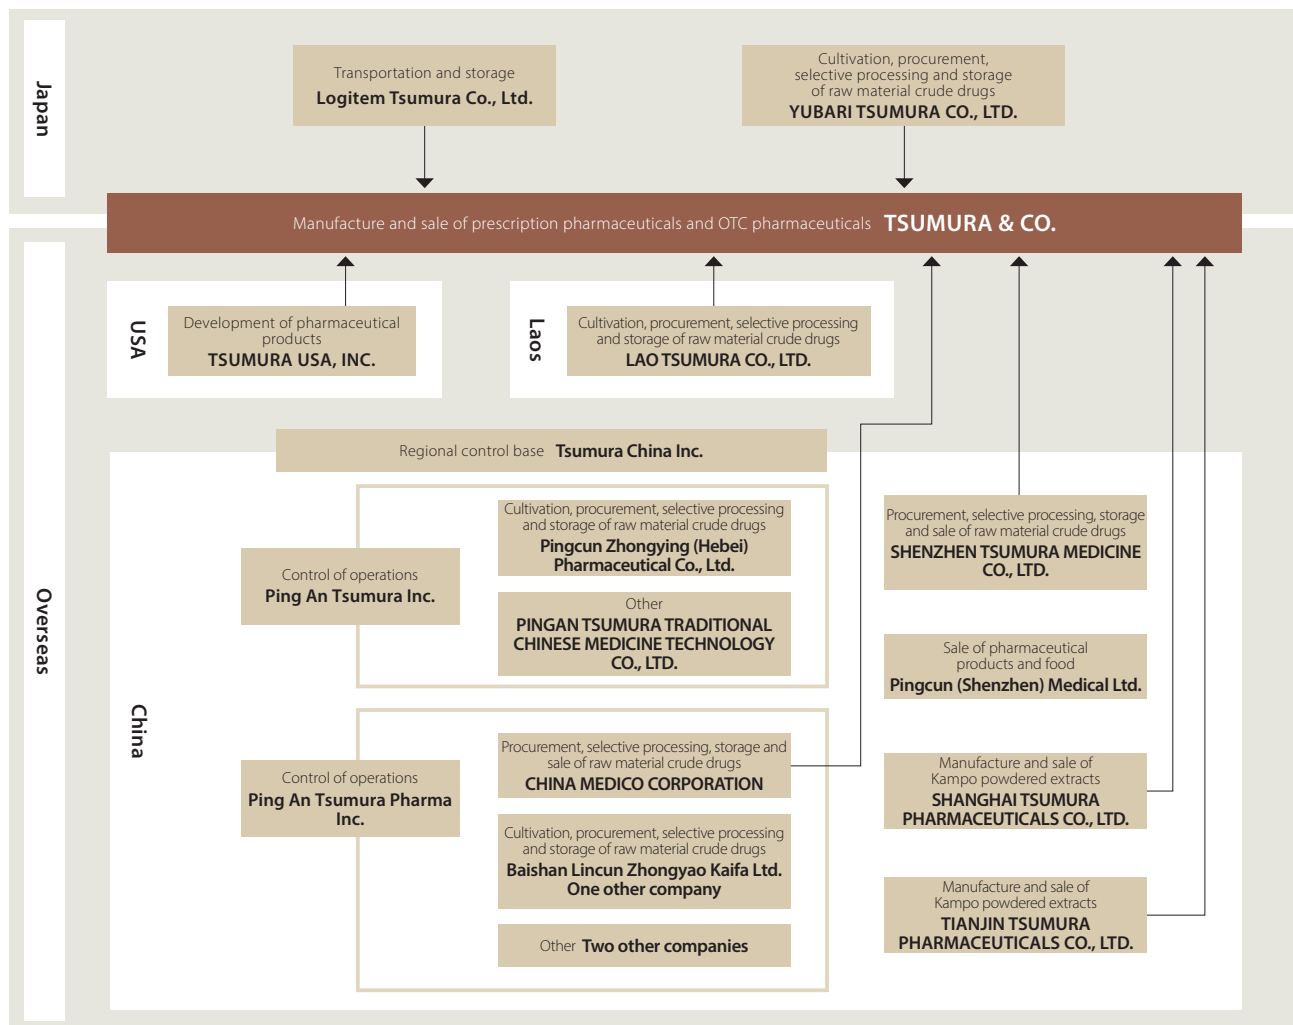 Japan
Transportation and storage
Logitem Tsumura Co., Ltd.
Cultivation, procurement,
selective processing and storage
of raw material crude drugs
YUBARI TSUMURA CO., LTD.
Manufacture and sale of prescription pharmaceuticals and OTC pharmaceuticals TSUMURA & CO.
Overseas
USA
Development of pharmaceutical
products
TSUMURA USA, INC.
Laos
Cultivation, procurement, selective processing
and storage of raw material crude drugs
LAO TSUMURA CO., LTD.
China
Regional control base Tsumura China Inc.
Control of operations
Ping An Tsumura Inc.
Cultivation, procurement, selective processing
and storage of raw material crude drugs
Pingcun Zhongying (Hebei)
Pharmaceutical Co., Ltd.
Other
PINGAN TSUMURA TRADITIONAL
CHINESE MEDICINE TECHNOLOGY
CO., LTD.
Control of operations
Ping An Tsumura Pharma
Inc.
Procurement, selective processing, storage and
sale of raw material crude drugs
CHINA MEDICO CORPORATION
Cultivation, procurement, selective processing
and storage of raw material crude drugs
Baishan Lincun Zhongyao Kaifa Ltd.
One other company
Other Two other companies
Procurement, selective processing, storage
and sale of raw material crude drugs
SHENZHEN TSUMURA MEDICINE
CO., LTD.
Sale of pharmaceutical
products and food
Pingcun (Shenzhen) Medical Ltd.
Manufacture and sale of
Kampo powdered extracts
SHANGHAI TSUMURA
PHARMACEUTICALS CO., LTD.
Manufacture and sale of
Kampo powdered extracts
TIANJIN TSUMURA
PHARMACEUTICALS CO., LTD.